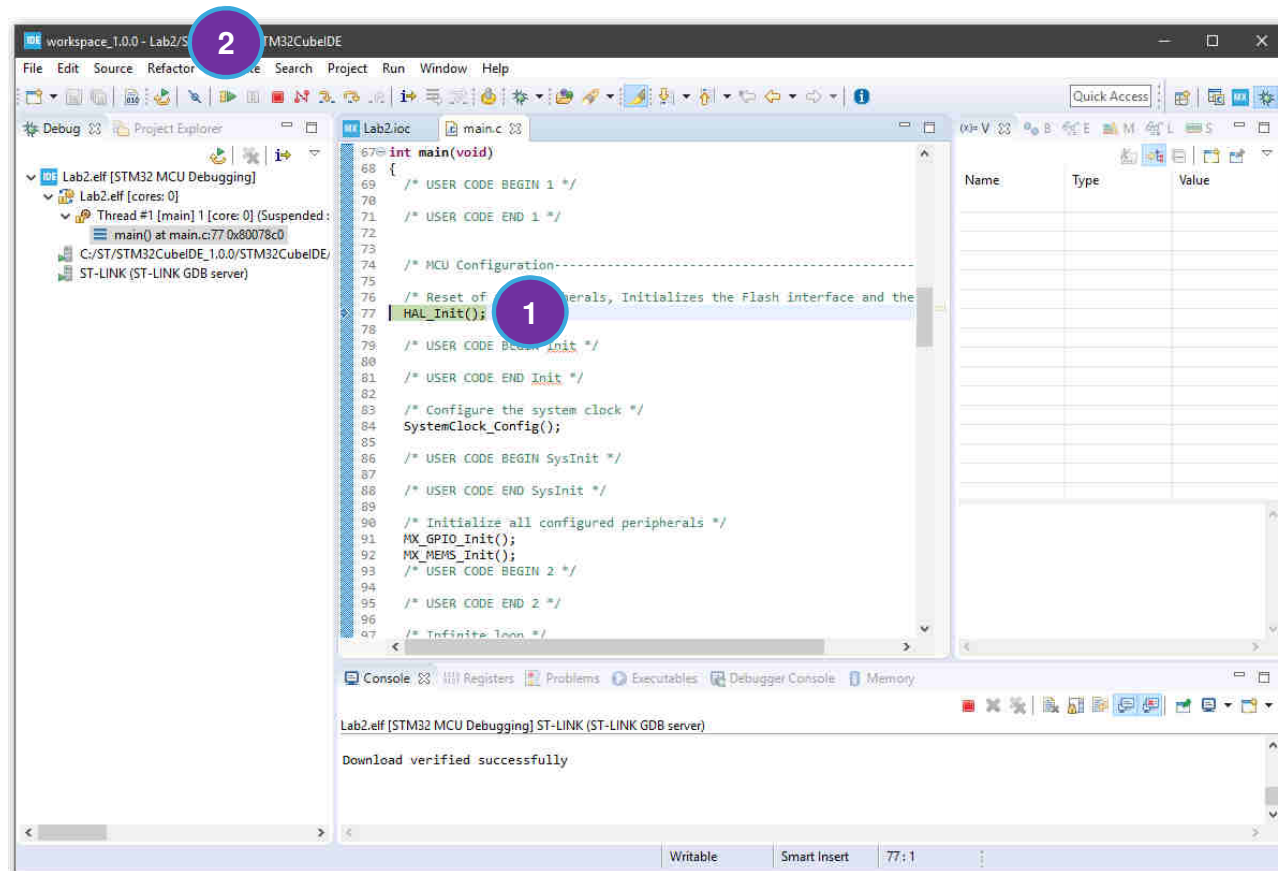 workspace_1.0.0 - Lab2/S TM32CubeIDE
2
File Edit Source Refactor Search Project Run Window Help
Quick Access
Debug Project Explorer
Lab2.elf [STM32 MCU Debugging]
Lab2.elf [cores: 0]
Thread #1 [main] 1 [core: 0] (Suspended :
main() at main.c:77 0x80078c0
C:/ST/STM32CubeIDE_1.0.0/STM32CubeIDE/
ST-LINK (ST-LINK GDB server)
Lab2.ioc main.c
67 int main(void)
68 {
69 /* USER CODE BEGIN 1 */
70
71 /* USER CODE END 1 */
72
73
74 /* MCU Configuration--------------------------------------------------------
75
76 /* Reset of erals, Initializes the Flash interface and the
77 HAL_Init();
1
78
79 /* USER CODE BEGIN Init */
80
81 /* USER CODE END Init */
82
83 /* Configure the system clock */
84 SystemClock_Config();
85
86 /* USER CODE BEGIN SysInit */
87
88 /* USER CODE END SysInit */
89
90 /* Initialize all configured peripherals */
91 MX_GPIO_Init();
92 MX_MEMS_Init();
93 /* USER CODE BEGIN 2 */
94
95 /* USER CODE END 2 */
96
97 /* Infinite loop */
(x)= V B E M L S
Name Type Value
Console Registers Problems Executables Debugger Console Memory
Lab2.elf [STM32 MCU Debugging] ST-LINK (ST-LINK GDB server)
Download verified successfully
Writable Smart Insert 77 : 1